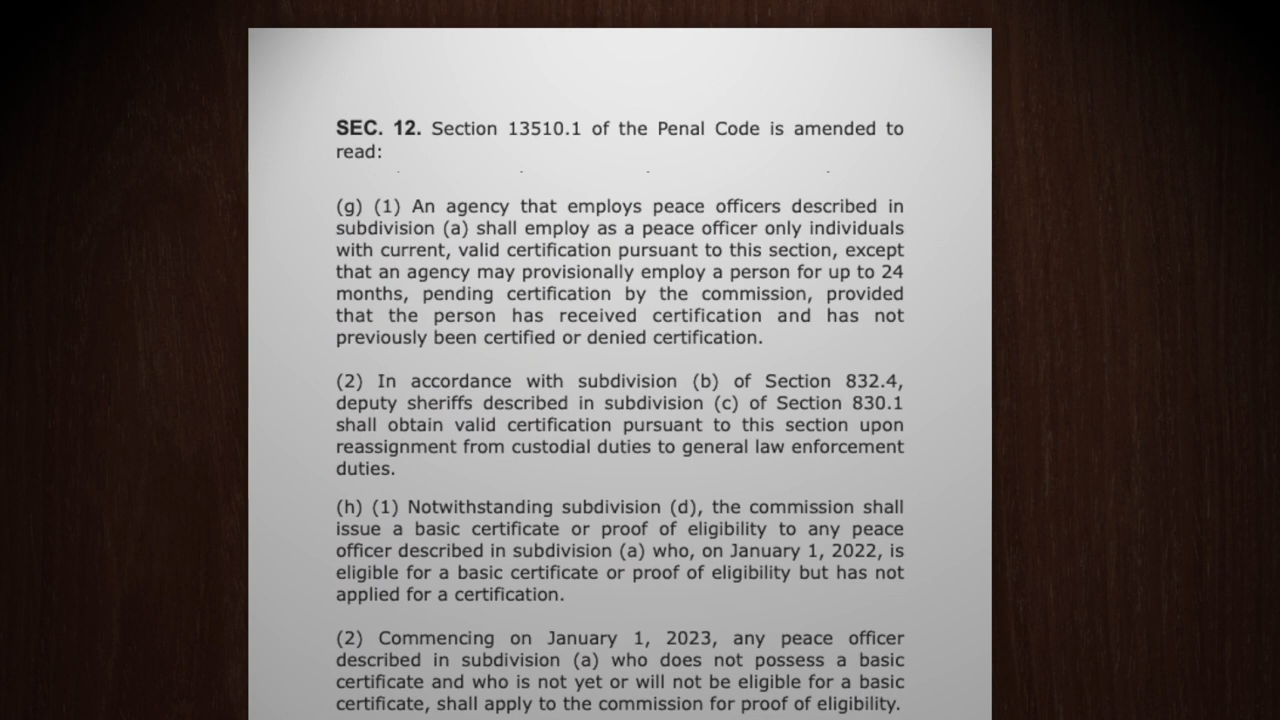 SEC. 12. Section 13510.1 of the Penal Code is amended to
read:
(g) (1) An agency that employs peace officers described in
subdivision (a) shall employ as a peace officer only individuals
with current, valid certification pursuant to this section, except
that an agency may provisionally employ a person for up to 24
months, pending certification by the commission, provided
that the person has received certification and has not
previously been certified or denied certification.
(2) In accordance with subdivision (b) of Section 832.4,
deputy sheriffs described in subdivision (c) of Section 830.1
shall obtain valid certification pursuant to this section upon
reassignment from custodial duties to general law enforcement
duties.
(h) (1) Notwithstanding subdivision (d), the commission shall
issue a basic certificate or proof of eligibility to any peace
officer described in subdivision (a) who, on January 1, 2022, is
eligible for a basic certificate or proof of eligibility but has not
applied for a certification.
(2) Commencing on January 1, 2023, any peace officer
described in subdivision (a) who does not possess a basic
certificate and who is not yet or will not be eligible for a basic
certificate, shall apply to the commission for proof of eligibility.